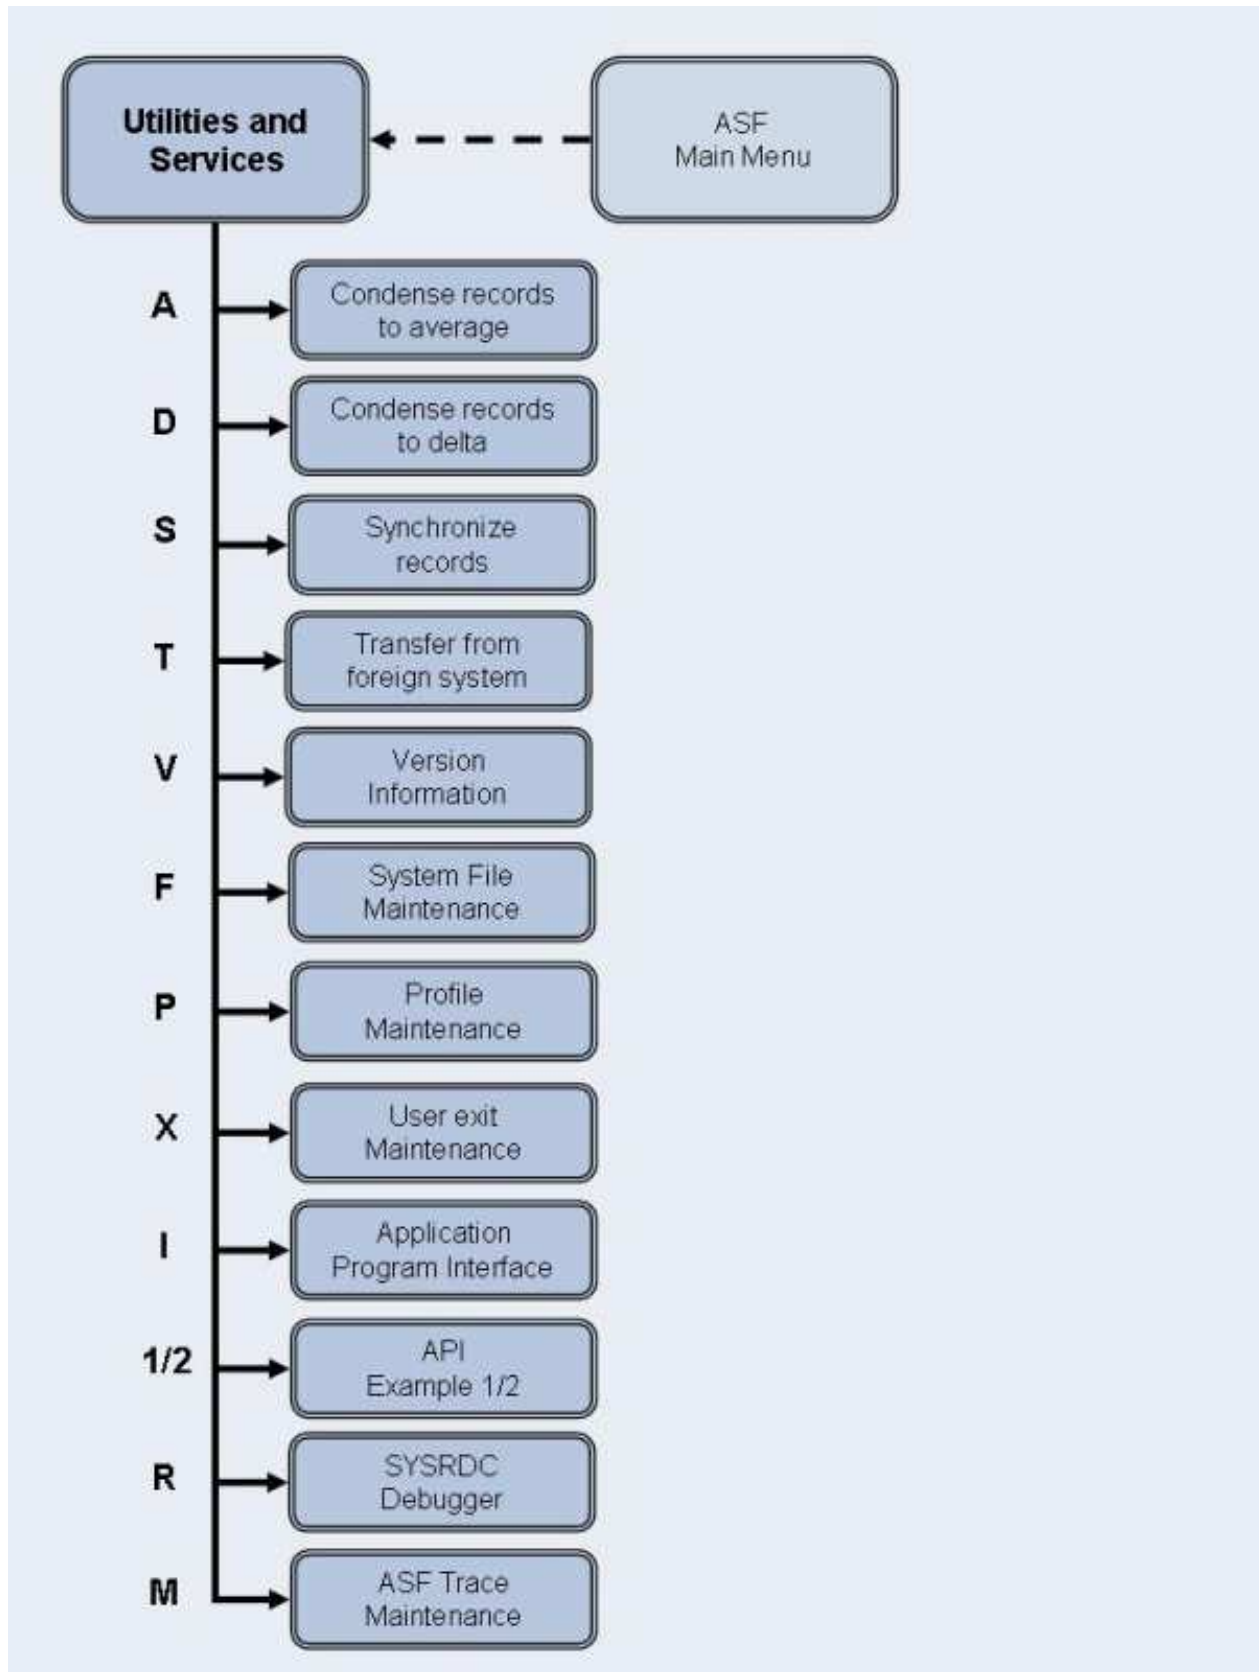 Utilities and
Services
ASF
Main Menu
A
Condense records
to average
D
Condense records
to delta
S
Synchronize
records
T
Transfer from
foreign system
V
Version
Information
F
System File
Maintenance
P
Profile
Maintenance
X
User exit
Maintenance
I
Application
Program Interface
1/2
API
Example 1/2
R
SYSRDC
Debugger
M
ASF Trace
Maintenance